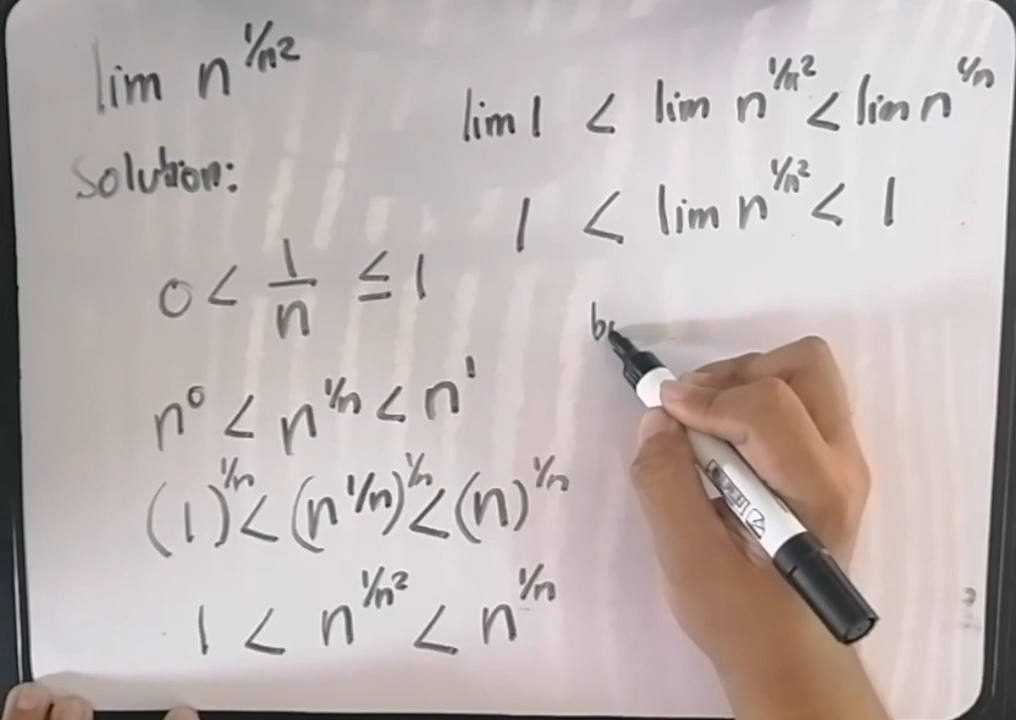 lim n^1/n2
solution:
0 < 1/n ≤ 1
n^0 < n^1/n < n^1
(1)^1/n < (n^1/n)^1/n < (n)^1/n
1 < n^1/n2 < n^1/n
lim 1 < lim n^1/n2 < lim n^1/n
1 < lim n^1/n2 < 1